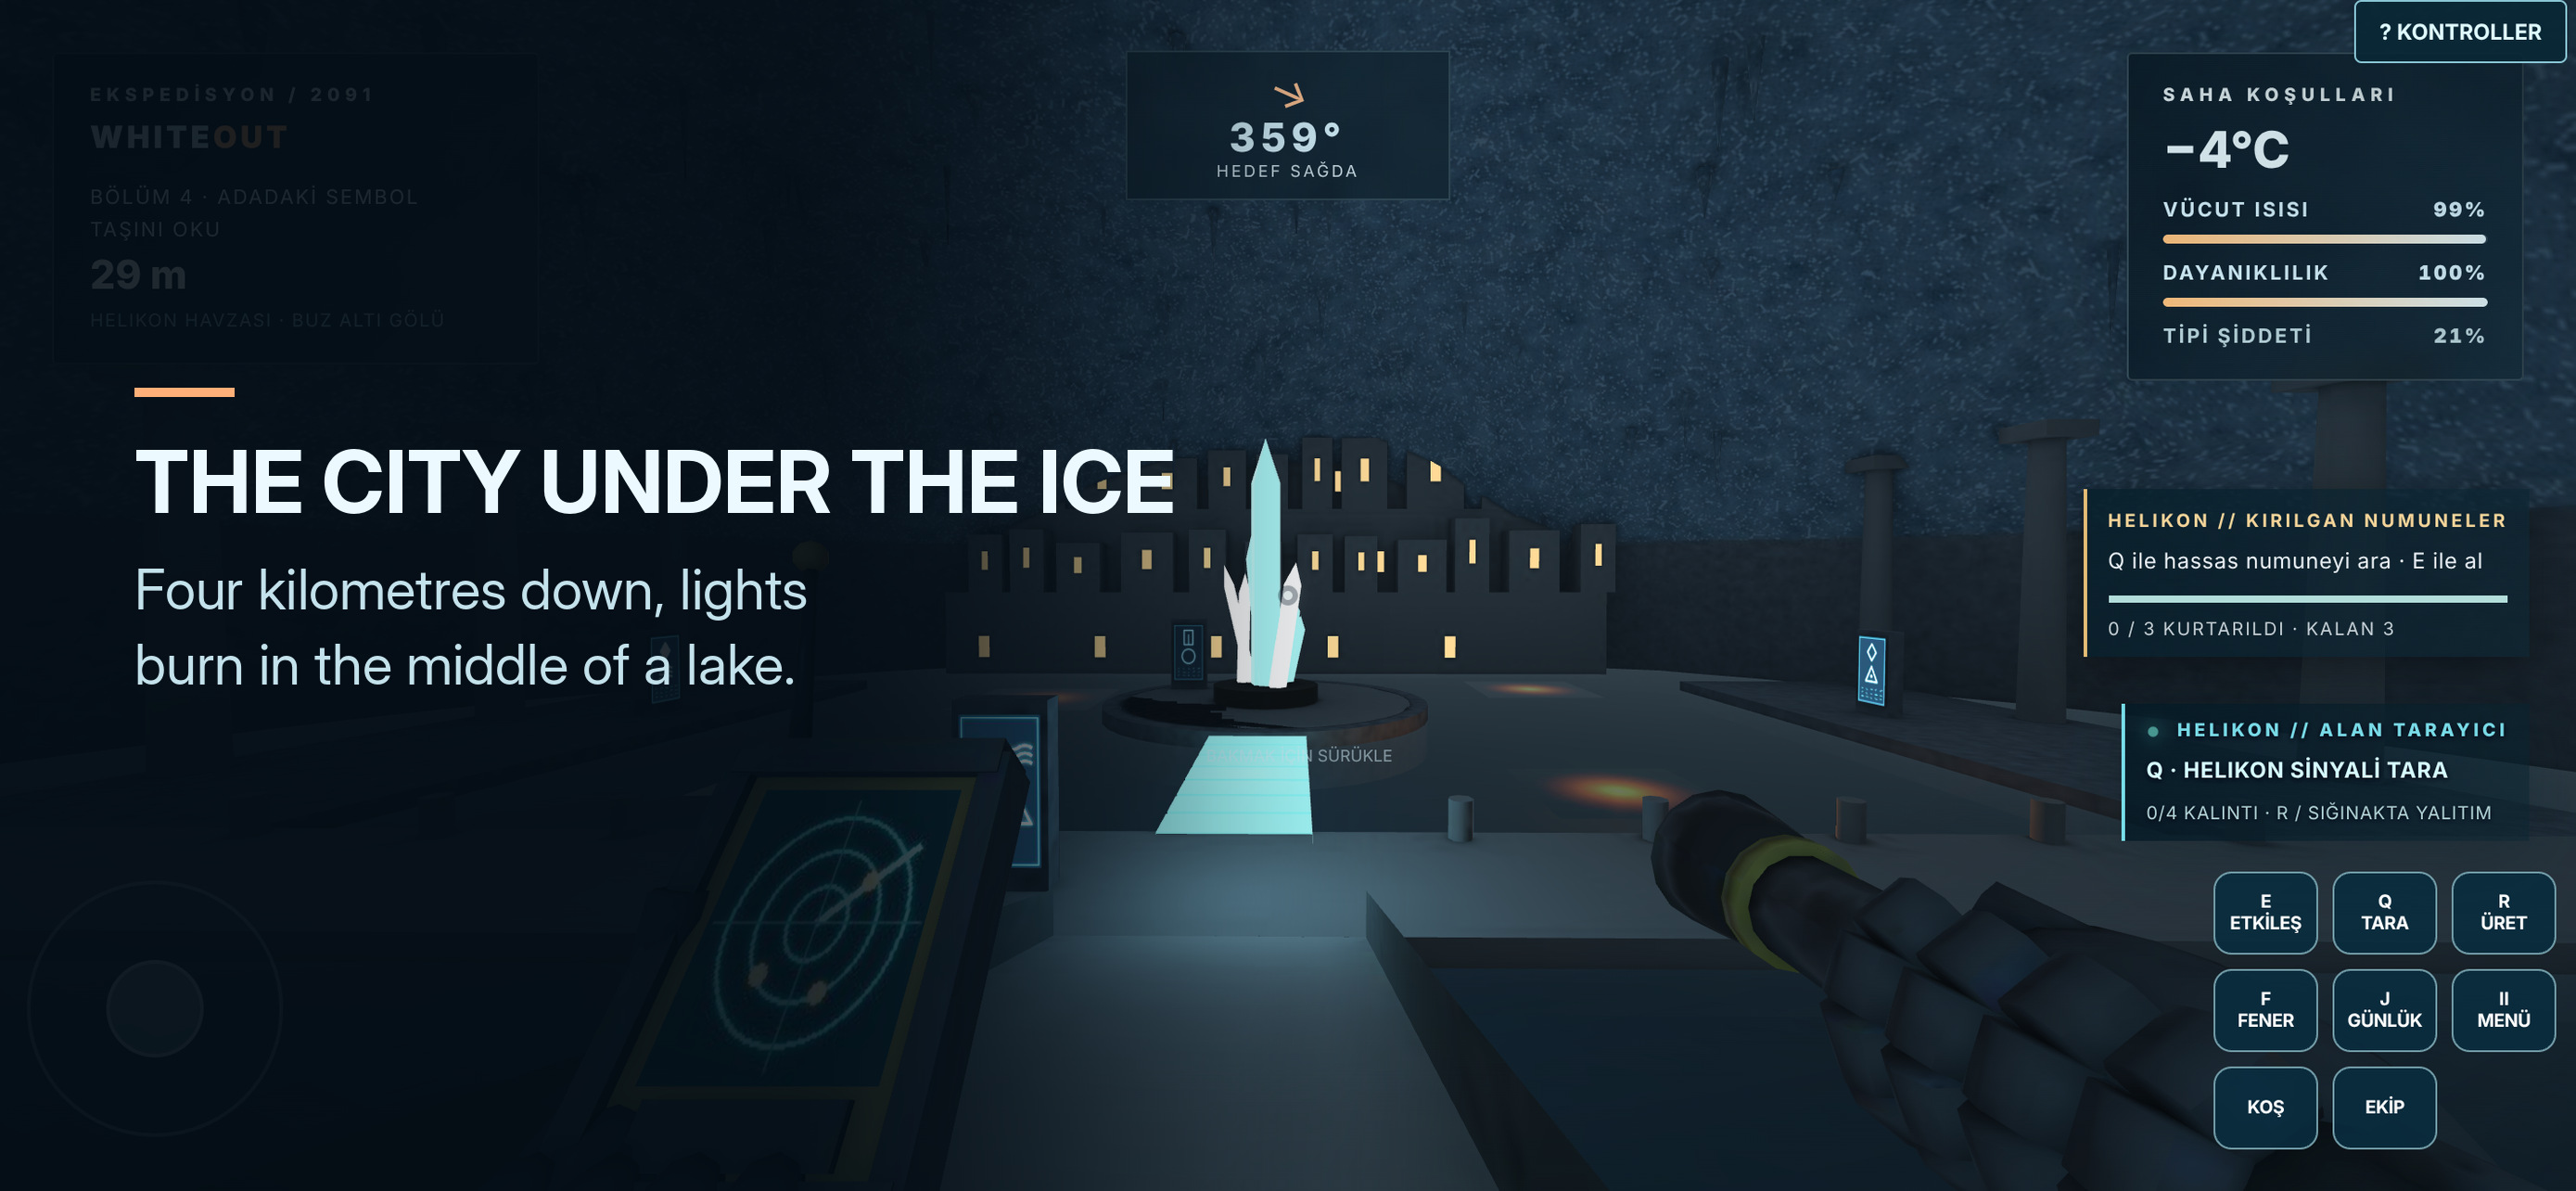 ? KONTROLLER
EKSPEDİSYON / 2091
WHITEOUT
BÖLÜM 4 · ADADAKİ SEMBOL
TAŞINI OKU
29 m
HELIKON HAVZASI · BUZ ALTI GÖLÜ
359°
HEDEF SAĞDA
SAHA KOŞULLARI
−4°C
VÜCUT ISISI 99%
DAYANIKLILIK 100%
TİPİ ŞİDDETİ 21%
THE CITY UNDER THE ICE
Four kilometres down, lights
burn in the middle of a lake.
HELIKON // KIRILGAN NUMUNELER
Q ile hassas numuneyi ara · E ile al
0 / 3 KURTARILDI · KALAN 3
HELIKON // ALAN TARAYICI
Q · HELIKON SİNYALİ TARA
0/4 KALINTI · R / SIĞINAKTA YALITIM
SÜRÜKLE
E
ETKİLEŞ
Q
TARA
R
ÜRET
F
FENER
J
GÜNLÜK
II
MENÜ
KOŞ
EKİP